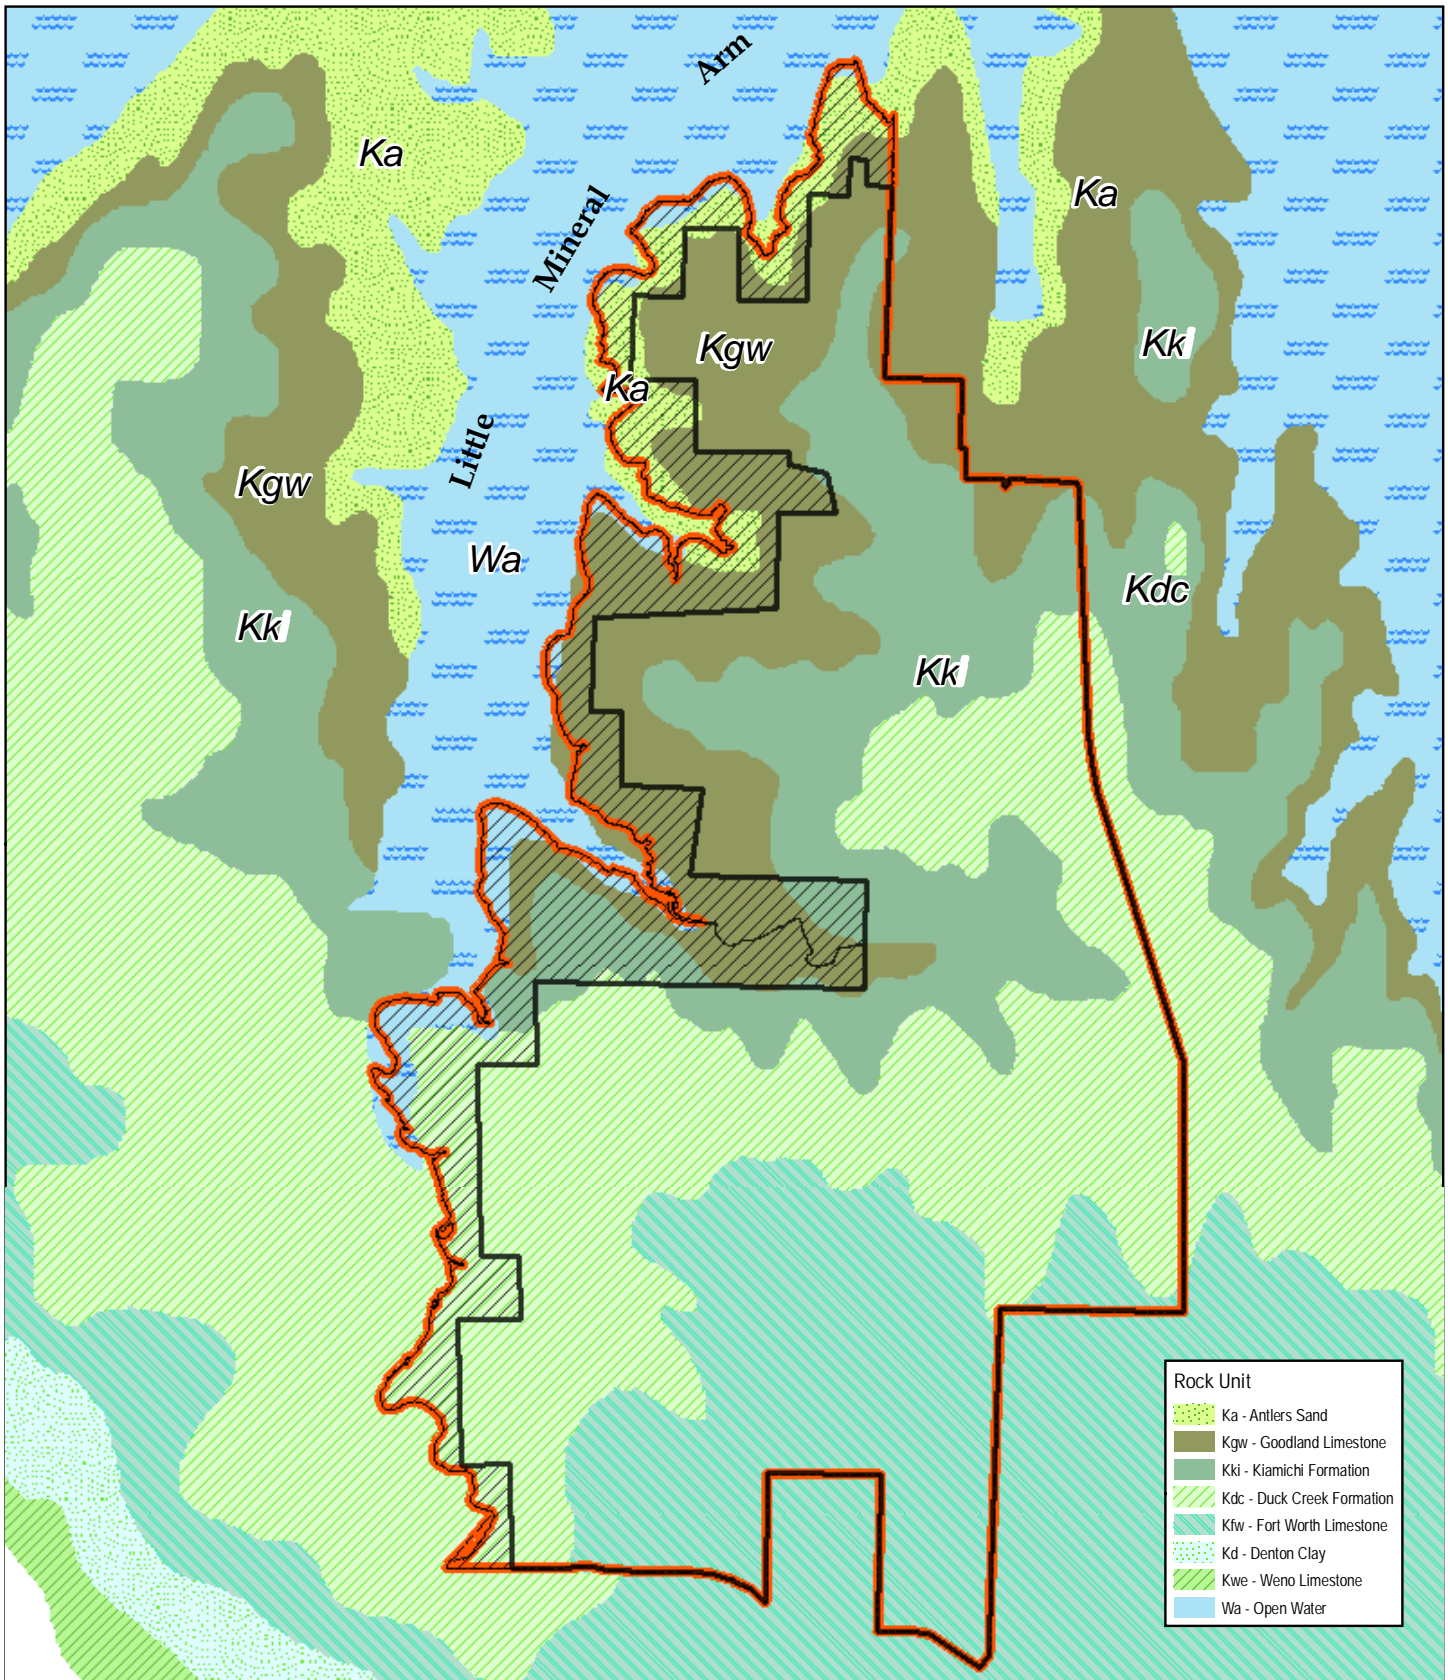 Arm
Ka
Ka
Mineral
Kk
Kgw
Ka
Little
Kgw
Wa
Kdc
Kk
Kk
Rock Unit
Ka - Antlers Sand
Kgw - Goodland Limestone
Kki - Kiamichi Formation
Kdc - Duck Creek Formation
Kfw - Fort Worth Limestone
Kd - Denton Clay
Kwe - Weno Limestone
Wa - Open Water